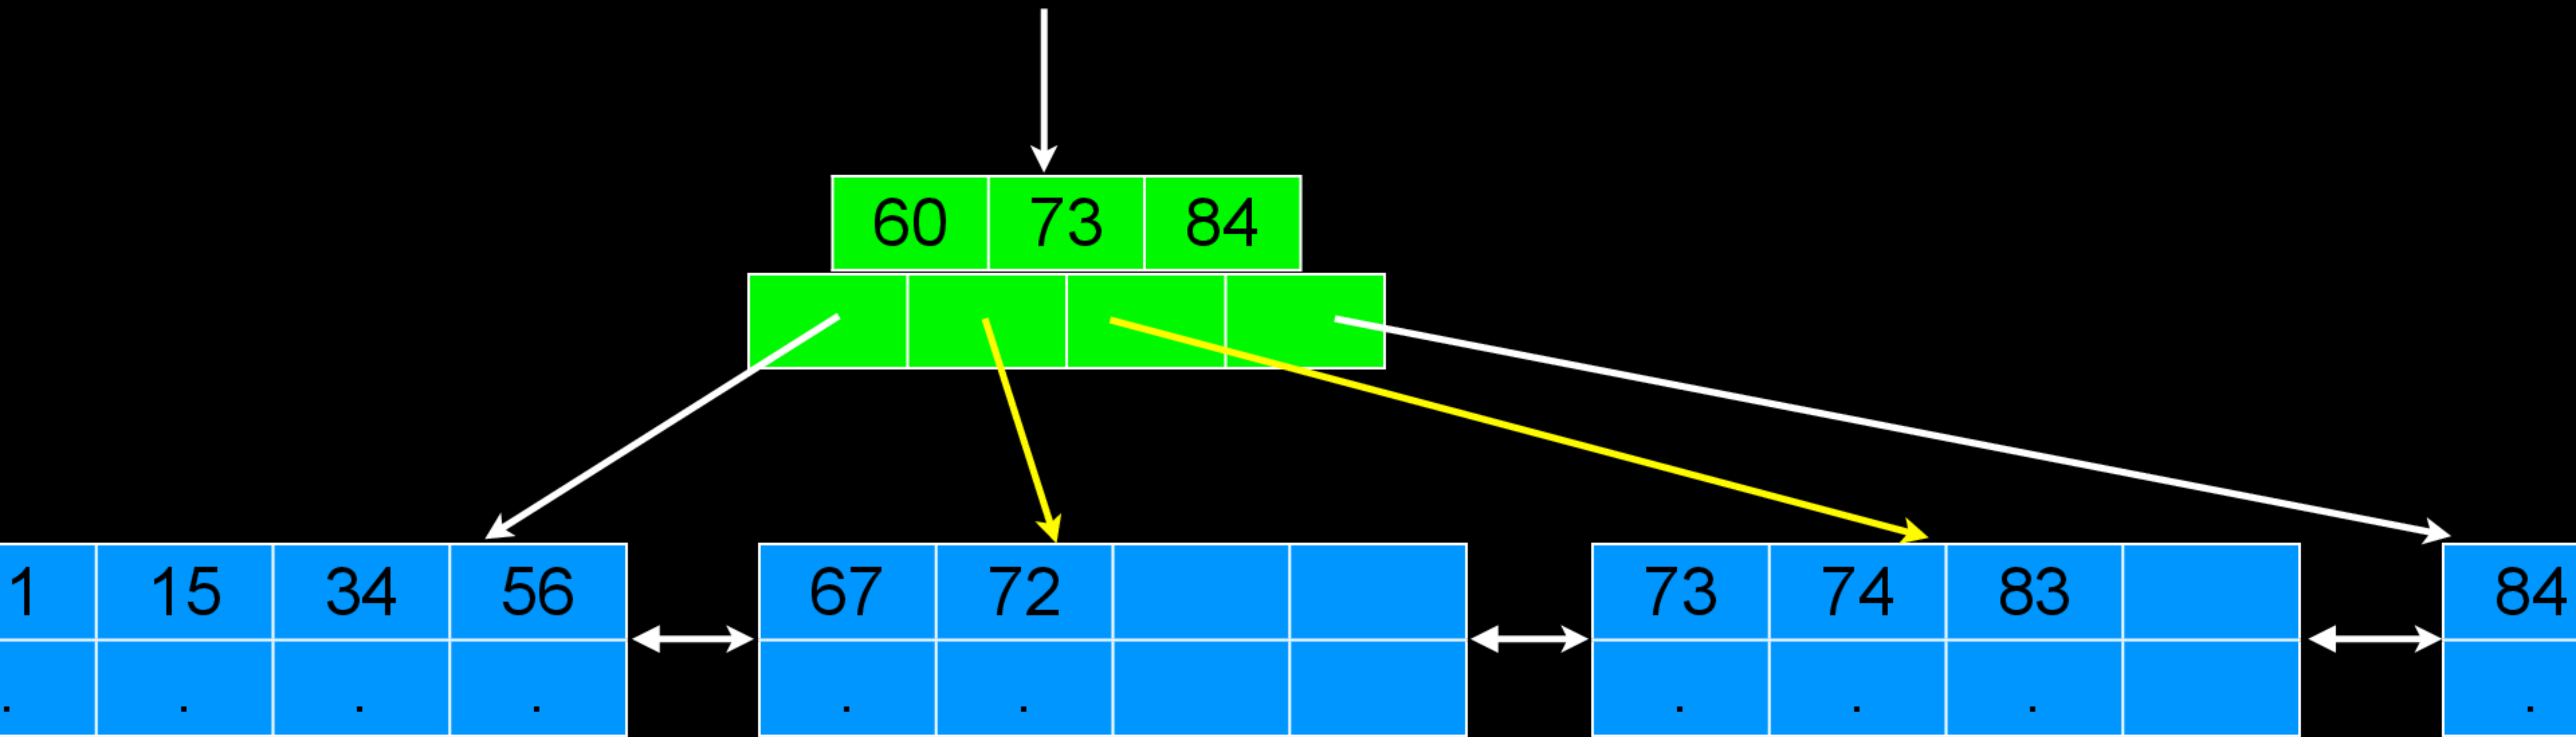 60 73 84
1 15 34 56 67 72 73 74 83 84
. . . . . . . . . .